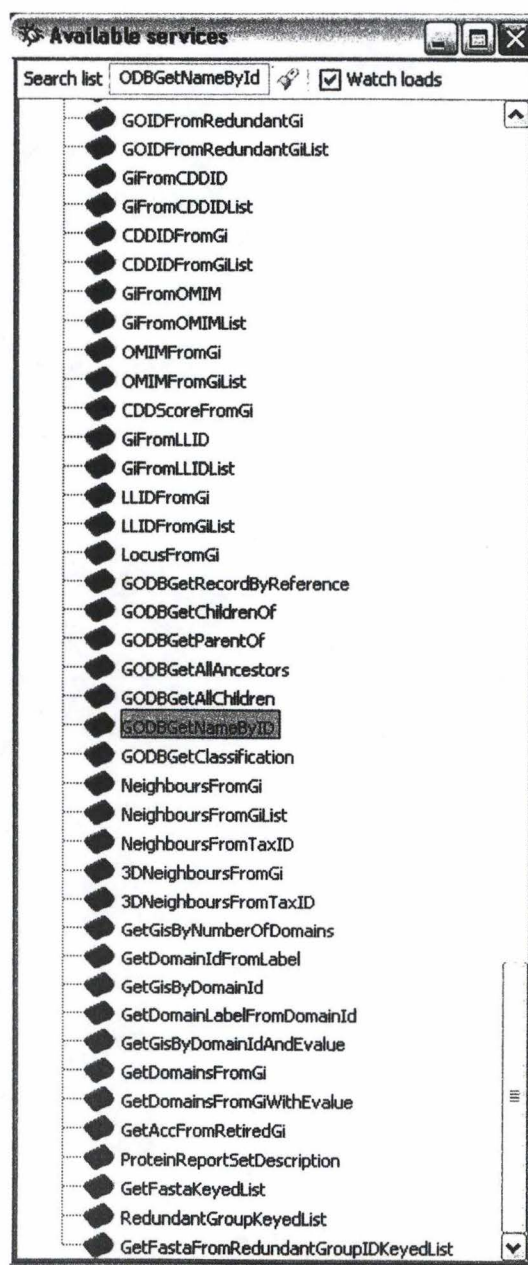 Available services
Search list ODBGetNameById Watch loads
GOIDFromRedundantGi
GOIDFromRedundantGiList
GiFromCDDID
GiFromCDDIDList
CDDIDFromGi
CDDIDFromGiList
GiFromOMIM
GiFromOMIMList
OMIMFromGi
OMIMFromGiList
CDDScoreFromGi
GiFromLLID
GiFromLLIDList
LLIDFromGi
LLIDFromGiList
LocusFromGi
GODBGetRecordByReference
GODBGetChildrenOf
GODBGetParentOf
GODBGetAllAncestors
GODBGetAllChildren
GODBGetNameByID
GODBGetClassification
NeighboursFromGi
NeighboursFromGiList
NeighboursFromTaxID
3DNeighboursFromGi
3DNeighboursFromTaxID
GetGisByNumberOfDomains
GetDomainIdFromLabel
GetGisByDomainId
GetDomainLabelFromDomainId
GetGisByDomainIdAndEvalue
GetDomainsFromGi
GetDomainsFromGiWithEvalue
GetAccFromRetiredGi
ProteinReportSetDescription
GetFastaKeyedList
RedundantGroupKeyedList
GetFastaFromRedundantGroupIDKeyedList